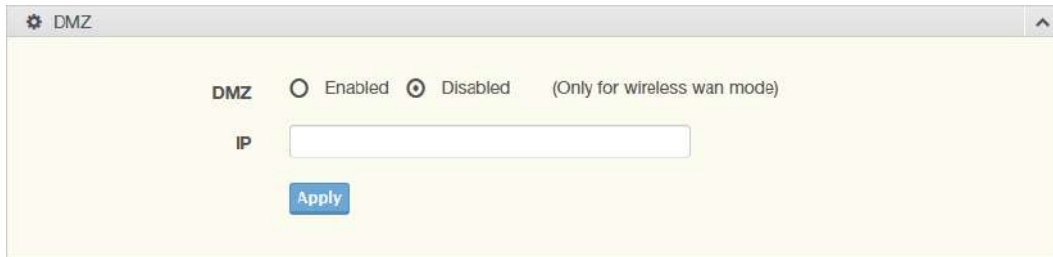 DMZ
DMZ Enabled Disabled (Only for wireless wan mode)
IP
Apply